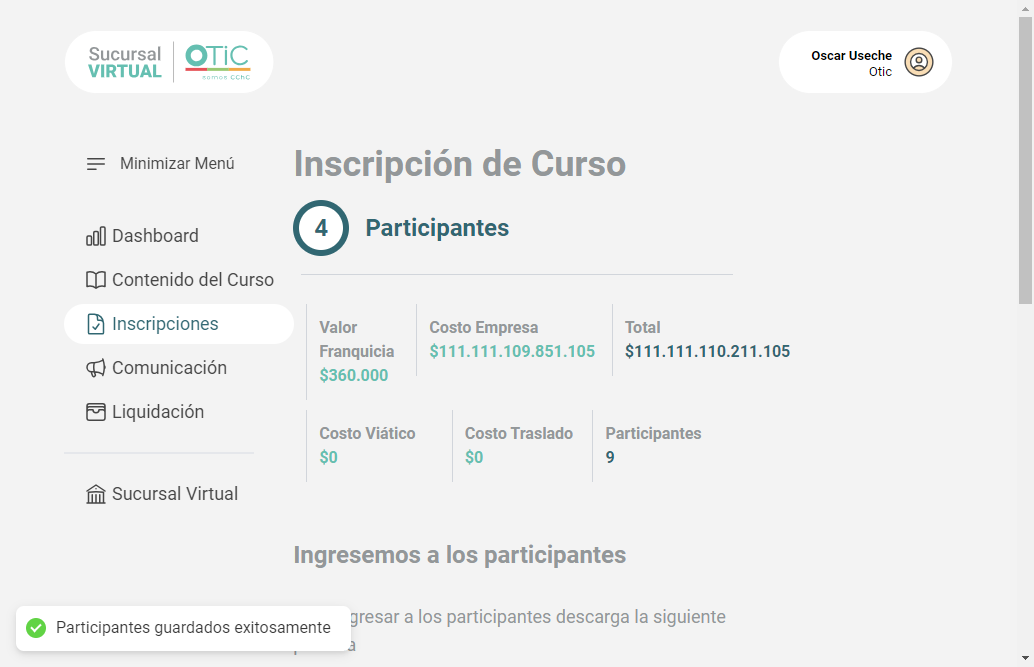 Sucursal
VIRTUAL
OTIC
somos CChC
Oscar Useche
Otic
Minimizar Menú
Dashboard
Contenido del Curso
Inscripciones
Comunicación
Liquidación
Sucursal Virtual
Inscripción de Curso
4 Participantes
Valor Franquicia
$360.000
Costo Empresa
$111.111.109.851.105
Total
$111.111.110.211.105
Costo Viático
$0
Costo Traslado
$0
Participantes
9
Ingresemos a los participantes
gresar a los participantes descarga la siguiente
Participantes guardados exitosamente